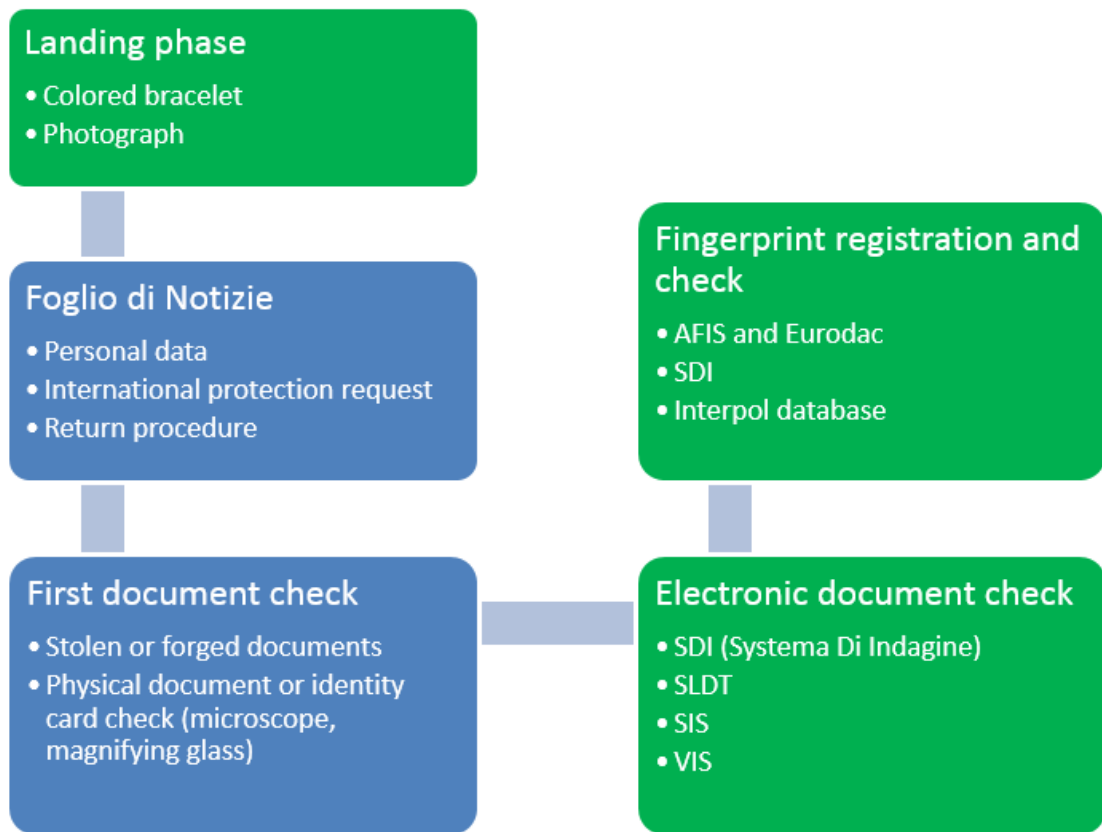 Landing phase
• Colored bracelet
• Photograph
Foglio di Notizie
• Personal data
• International protection request
• Return procedure
First document check
• Stolen or forged documents
• Physical document or identity
card check (microscope,
magnifying glass)
Electronic document check
• SDI (Systema Di Indagine)
• SLDT
• SIS
• VIS
Fingerprint registration and
check
• AFIS and Eurodac
• SDI
• Interpol database